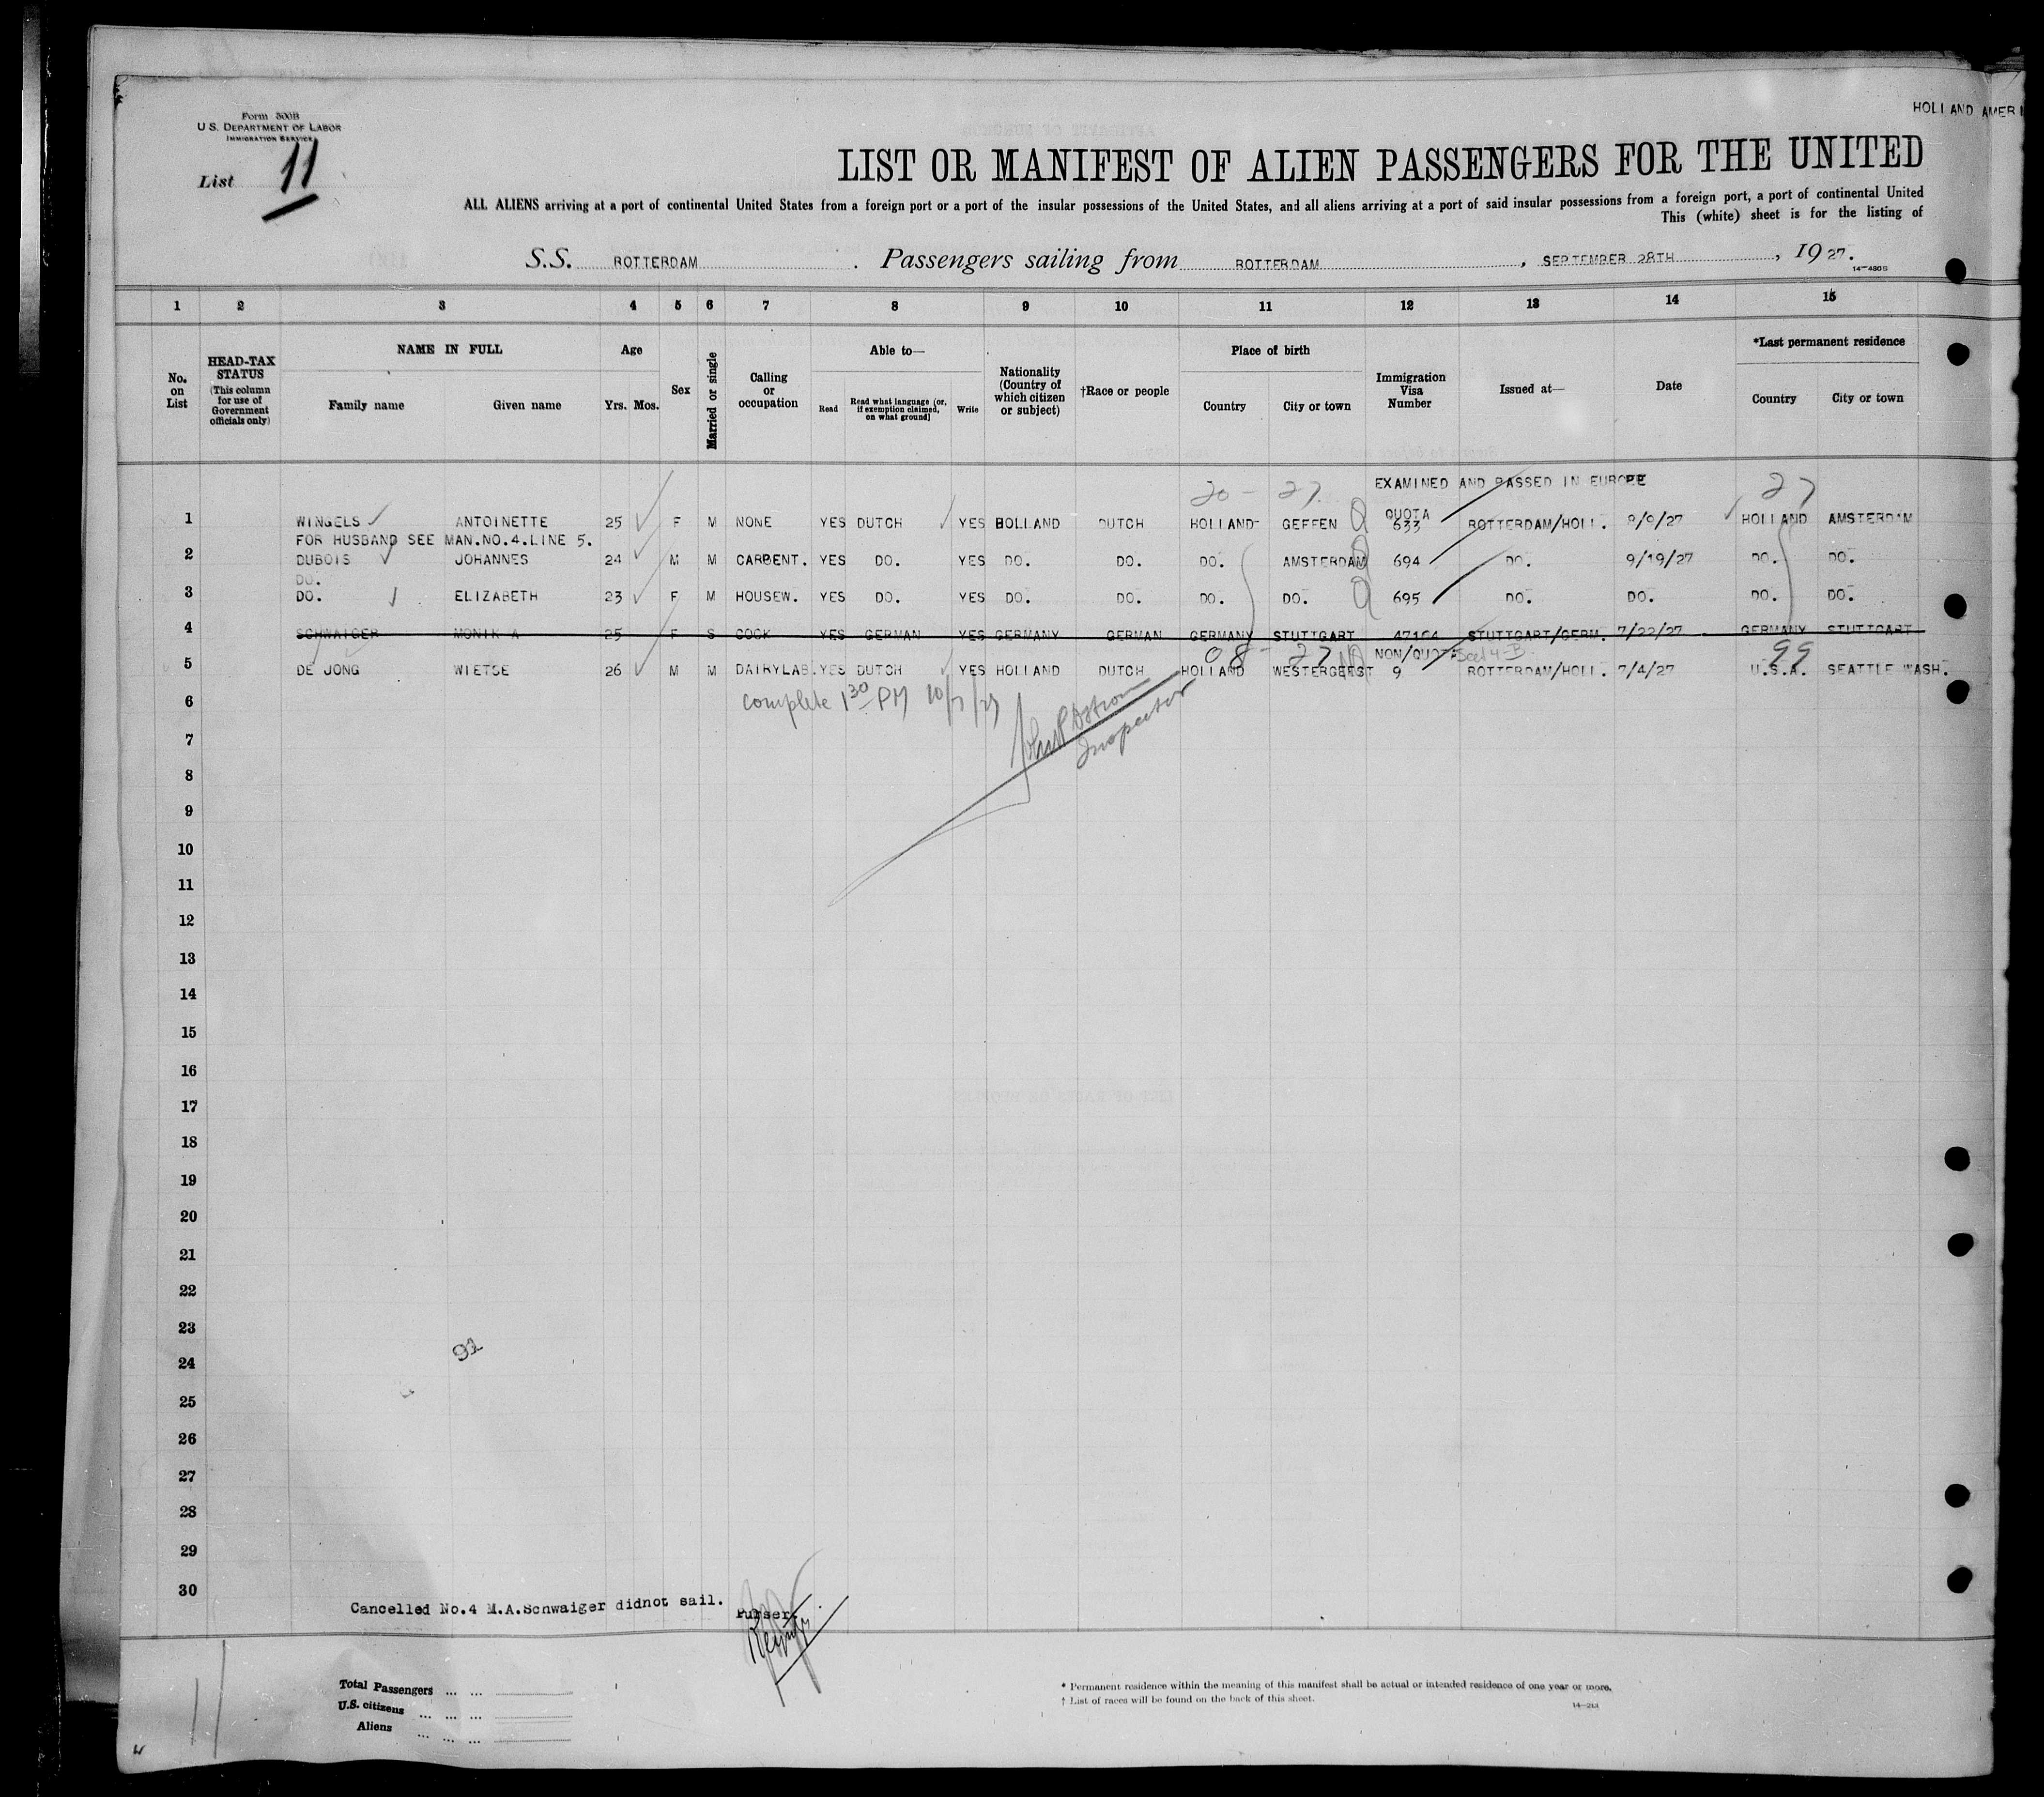 HOLLAND AMERI
Form 500B
U.S. DEPARTMENT OF LABOR
IMMIGRATION SERVICE
List 11
LIST OR MANIFEST OF ALIEN PASSENGERS FOR THE UNITED
ALL ALIENS arriving at a port of continental United States from a foreign port or a port of the insular possessions of the United States, and all aliens arriving at a port of said insular possessions from a foreign port, a port of continental United
This (white) sheet is for the listing of
S.S. ROTTERDAM . Passengers sailing from ROTTERDAM , SEPTEMBER 28TH , 19 27.
1 2 3 4 5 6 7 8 9 10 11 12 13 14 15
No. on List
HEAD-TAX STATUS (This column for use of Government officials only)
NAME IN FULL
Family name Given name
Age
Yrs. Mos.
Sex
Married or single
Calling or occupation
Able to—
Read
Read what language (or, if exemption claimed, on what ground)
Write
Nationality (Country of which citizen or subject)
†Race or people
Place of birth
Country City or town
Immigration Visa Number
Issued at—
Date
*Last permanent residence
Country City or town
20 - 27 EXAMINED AND PASSED IN EUROPE 27
QUOTA
1 WINGELS ANTOINETTE 25 F M NONE YES DUTCH YES HOLLAND DUTCH HOLLAND GEFFEN Q 633 ROTTERDAM/HOLL. 9/27 HOLLAND AMSTERDAM
FOR HUSBAND SEE MAN.NO.4.LINE 5.
2 DUBOIS JOHANNES 24 M M CARPENT. YES DO. YES DO. DO. DO. AMSTERDAM Q 694 DO. 9/19/27 DO. DO.
DO.
3 DO. ELIZABETH 23 F M HOUSEW. YES DO. YES DO. DO. DO. DO. Q 695 DO. DO. DO. DO.
4 SCHWAIGER MONIKA 25 F S COOK YES GERMAN YES GERMANY GERMAN GERMANY STUTTGART 47164 STUTTGART/GERM. 7/22/27 GERMANY STUTTGART
08 - 27 NON/QUOTA Sec 4-B 99
5 DE JONG WIETSE 26 M M DAIRYLAB. YES DUTCH YES HOLLAND DUTCH HOLLAND WESTERGEEST 9 ROTTERDAM/HOLL. 7/4/27 U.S.A. SEATTLE WASH.
6 complete 1 30 PM 10/7/27
Inspector
7
8
9
10
11
12
13
14
15
16
17
18
19
20
21
22
23
91
24
25
26
27
28
29
30
Cancelled No.4 M.A.Schwaiger didnot sail. Purser.
11
Total Passengers ... ...
U.S. citizens ... ... ...
Aliens ... ... ...
* Permanent residence within the meaning of this manifest shall be actual or intended residence of one year or more.
† List of races will be found on the back of this sheet.